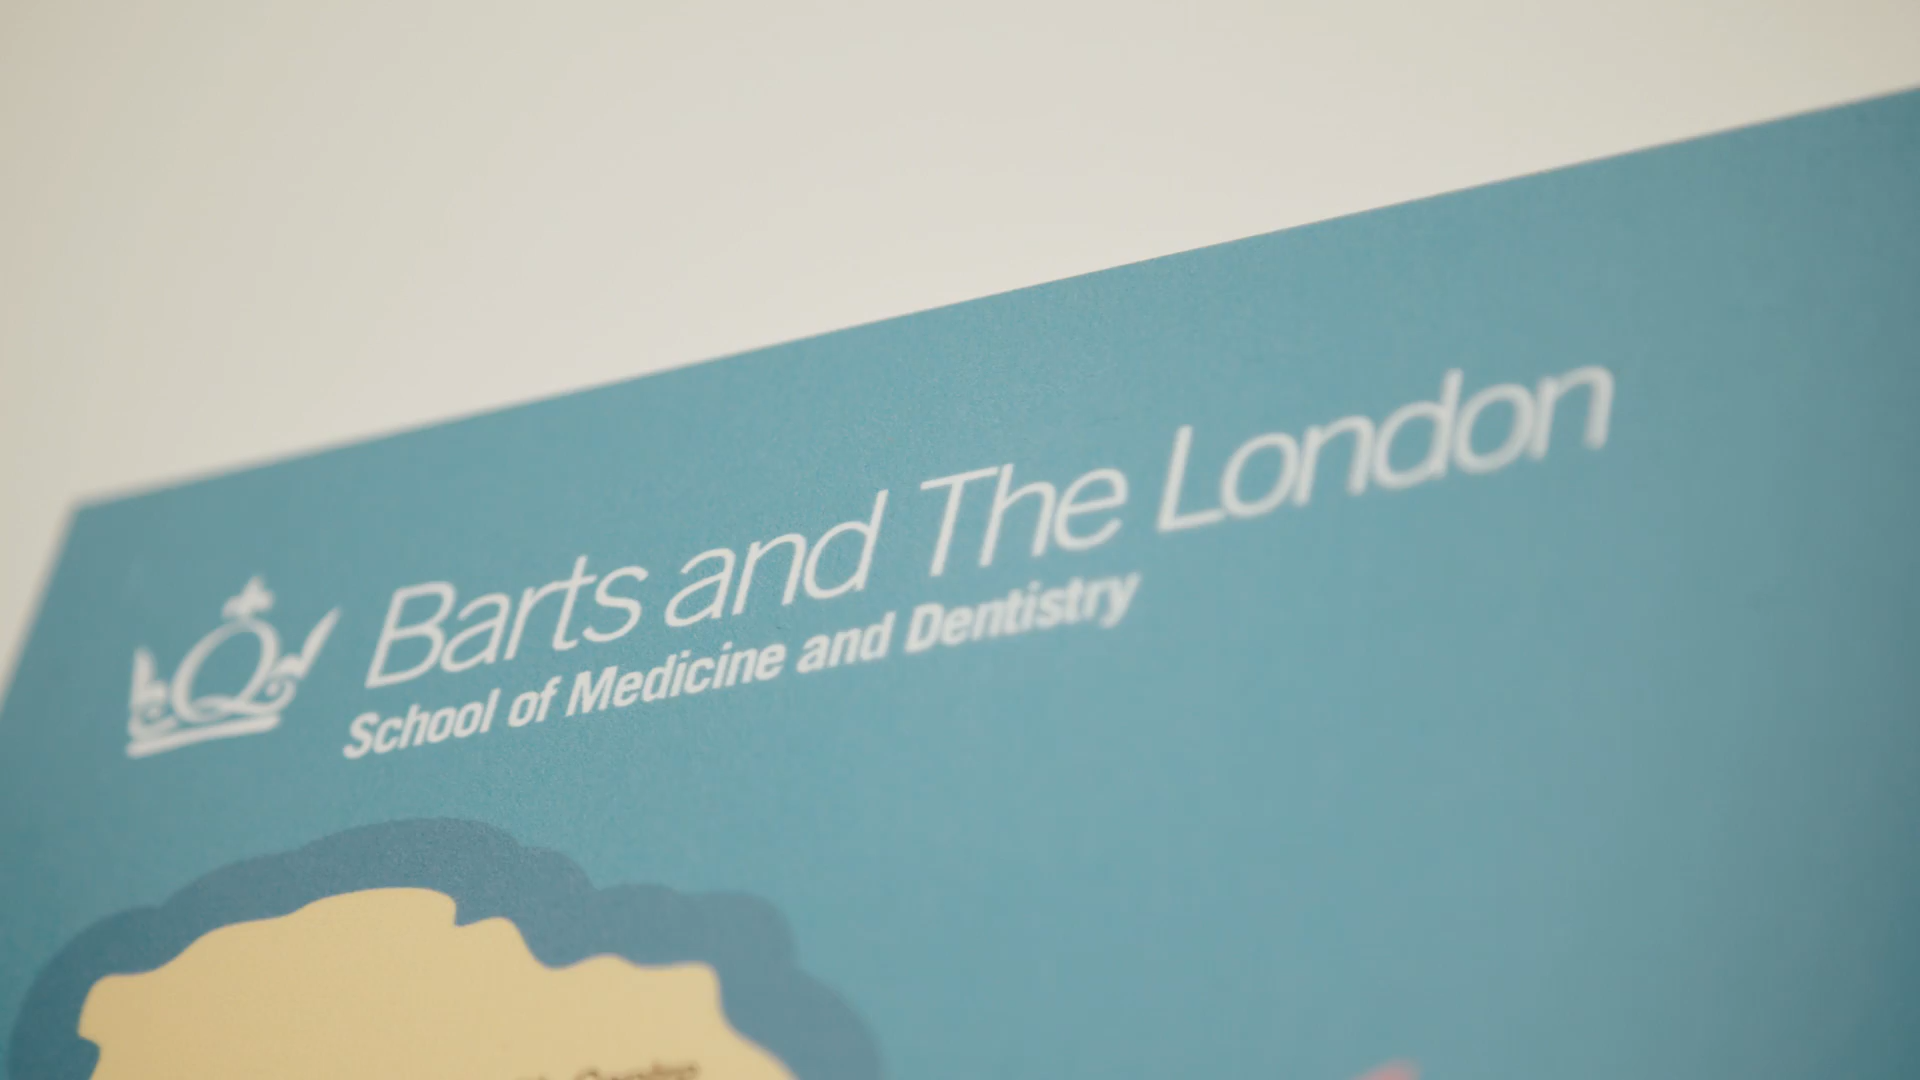 Barts and The London
School of Medicine and Dentistry